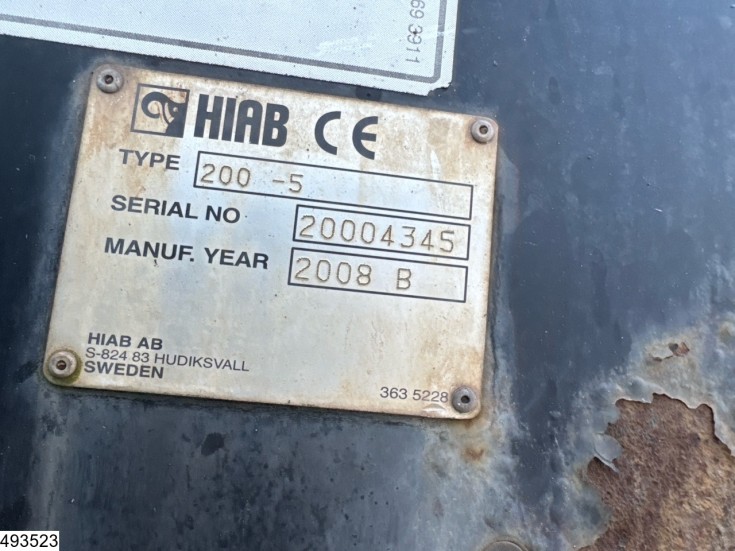 69 3911
HIAB CE
TYPE 200 -5
SERIAL NO 20004345
MANUF. YEAR 2008 B
HIAB AB
S-824 83 HUDIKSVALL
SWEDEN
363 5228
493523